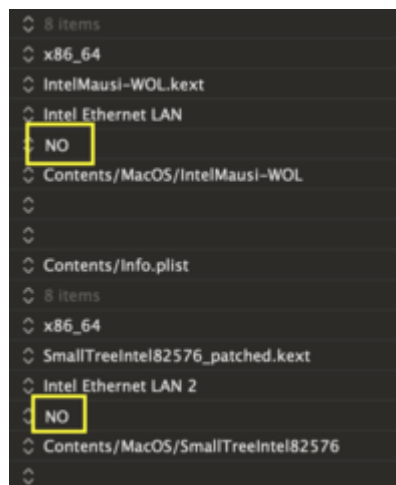 8 items
x86_64
IntelMausi-WOL.kext
Intel Ethernet LAN
NO
Contents/MacOS/IntelMausi-WOL
Contents/Info.plist
8 items
x86_64
SmallTreeIntel82576_patched.kext
Intel Ethernet LAN 2
NO
Contents/MacOS/SmallTreeIntel82576